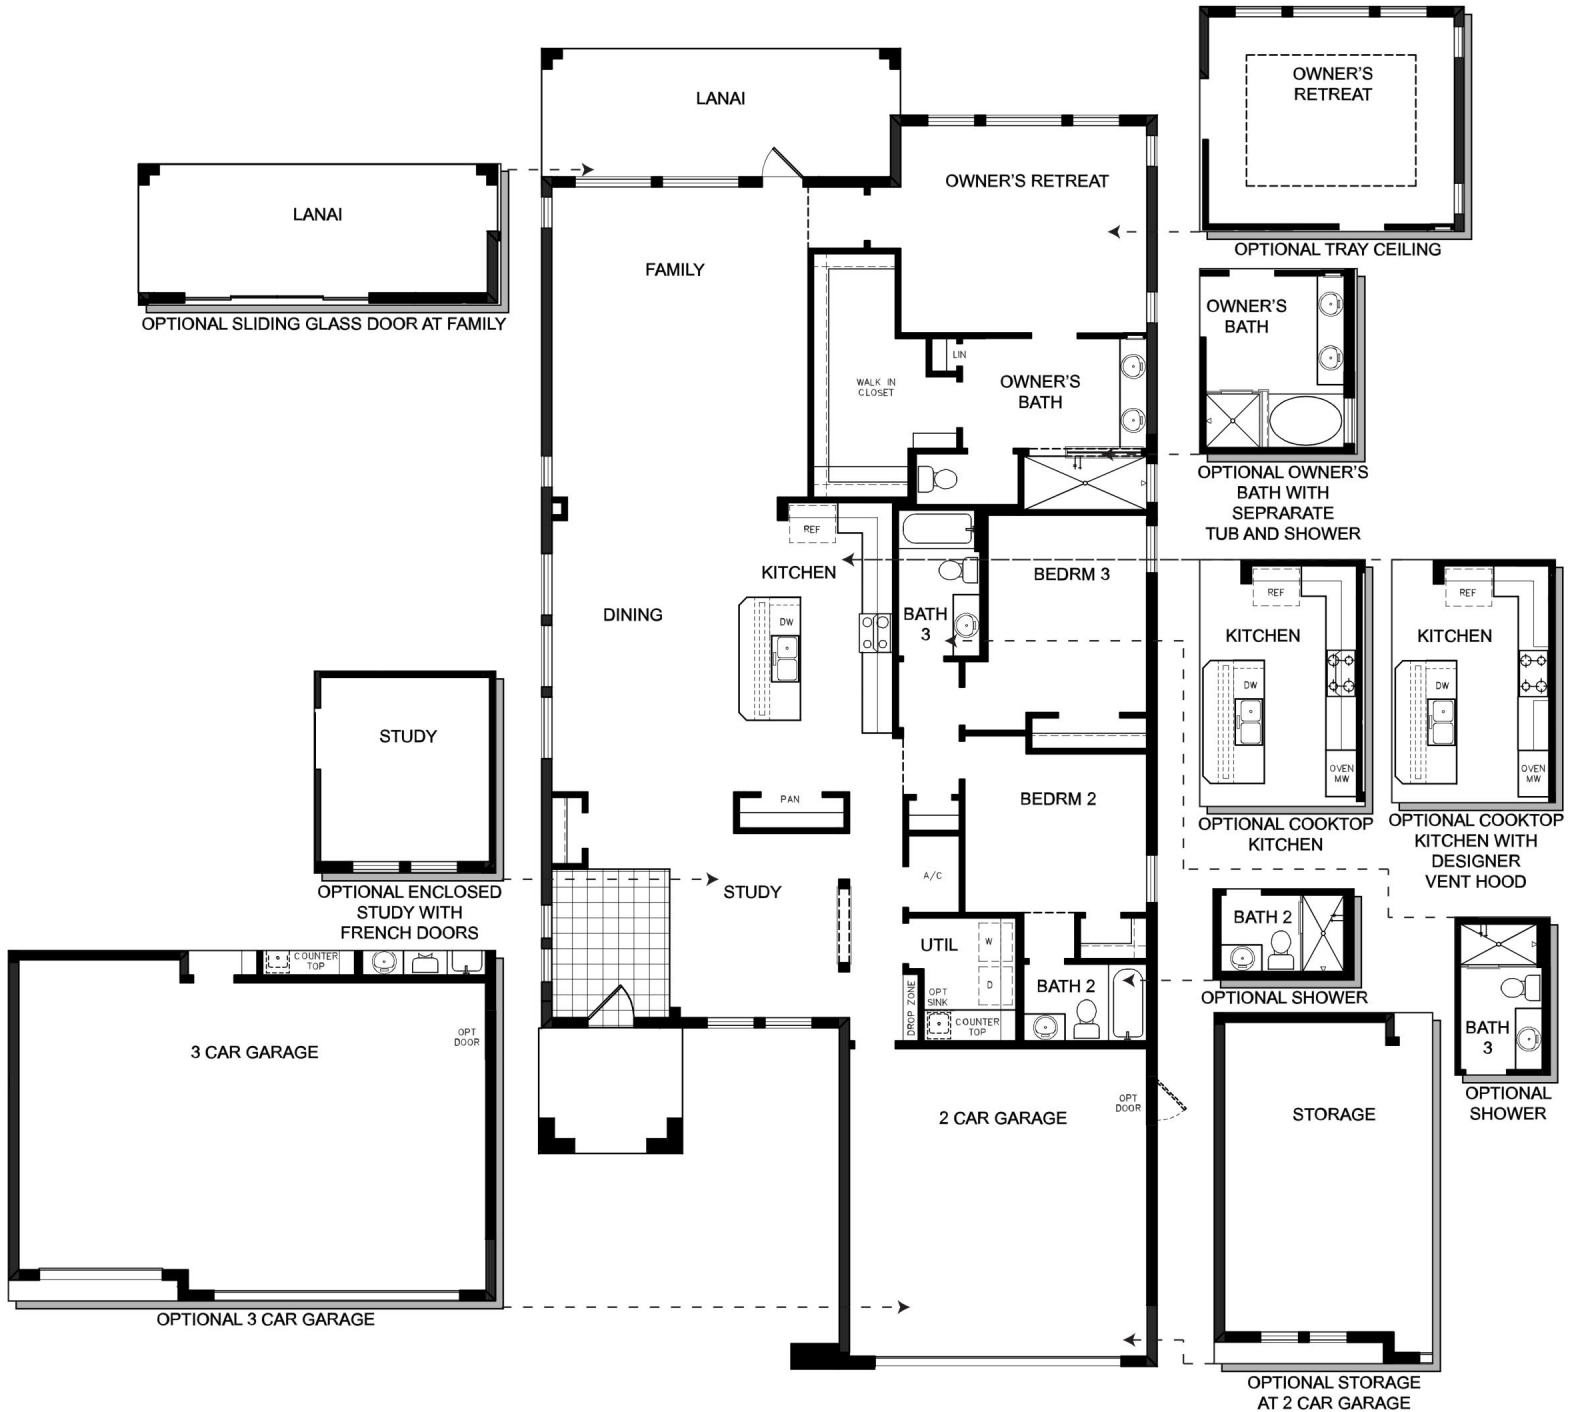 LANAI
OWNER'S RETREAT
FAMILY
LIN
WALK IN
CLOSET
OWNER'S
BATH
REF
KITCHEN
BEDRM 3
DINING
DW
BATH
3
PAN
BEDRM 2
A/C
STUDY
UTIL
W
D
OPT
SINK
DROP ZONE
COUNTER
TOP
BATH 2
2 CAR GARAGE
OPT
DOOR
LANAI
OPTIONAL SLIDING GLASS DOOR AT FAMILY
STUDY
OPTIONAL ENCLOSED
STUDY WITH
FRENCH DOORS
COUNTER
TOP
OPT
DOOR
3 CAR GARAGE
OPTIONAL 3 CAR GARAGE
OWNER'S
RETREAT
OPTIONAL TRAY CEILING
OWNER'S
BATH
OPTIONAL OWNER'S
BATH WITH
SEPRARATE
TUB AND SHOWER
REF
KITCHEN
DW
OVEN
MW
OPTIONAL COOKTOP
KITCHEN
REF
KITCHEN
DW
OVEN
MW
OPTIONAL COOKTOP
KITCHEN WITH
DESIGNER
VENT HOOD
BATH 2
OPTIONAL SHOWER
BATH
3
OPTIONAL
SHOWER
STORAGE
OPTIONAL STORAGE
AT 2 CAR GARAGE